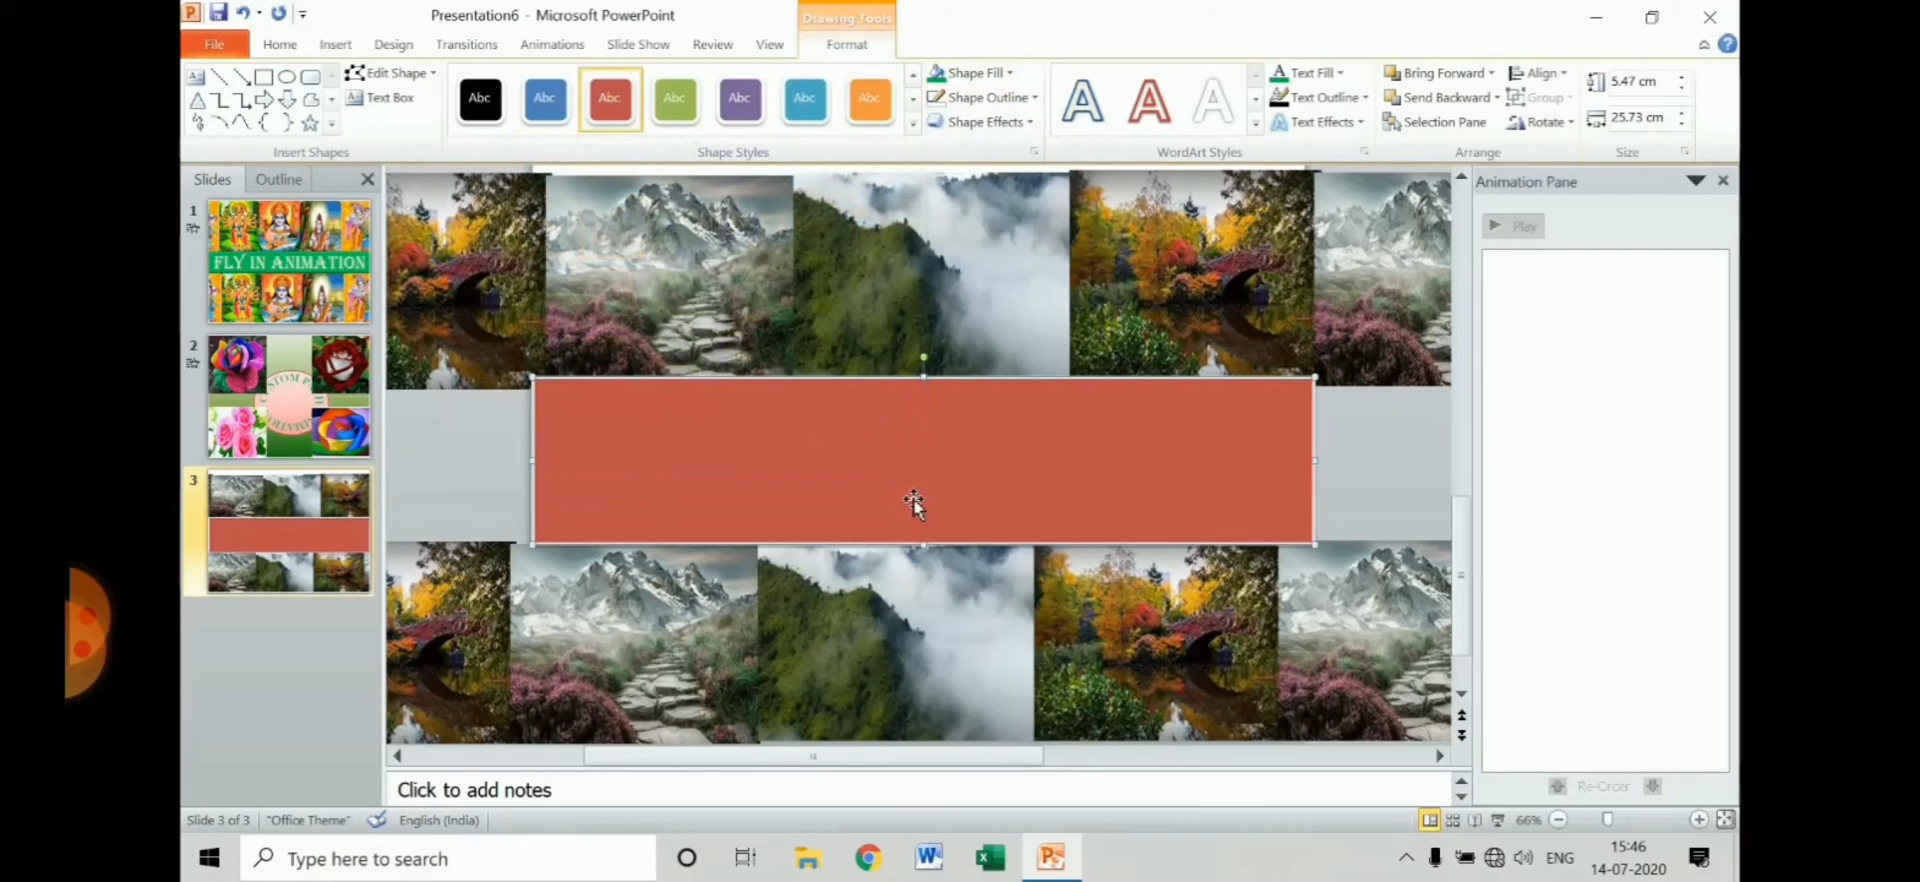 Presentation6 - Microsoft PowerPoint
Drawing Tools
File
Home
Insert
Design
Transitions
Animations
Slide Show
Review
View
Format
Edit Shape
Text Box
Insert Shapes
Abc
Abc
Abc
Abc
Abc
Abc
Abc
Shape Fill
Shape Outline
Shape Effects
Shape Styles
A
A
A
Text Fill
Text Outline
Text Effects
WordArt Styles
Bring Forward
Send Backward
Selection Pane
Align
Group
Rotate
Arrange
5.47 cm
25.73 cm
Size
Slides
Outline
1
FLY IN ANIMATION
2
3
Animation Pane
Play
Re-Order
Click to add notes
Slide 3 of 3
"Office Theme"
English (India)
66%
Type here to search
ENG
15:46
14-07-2020